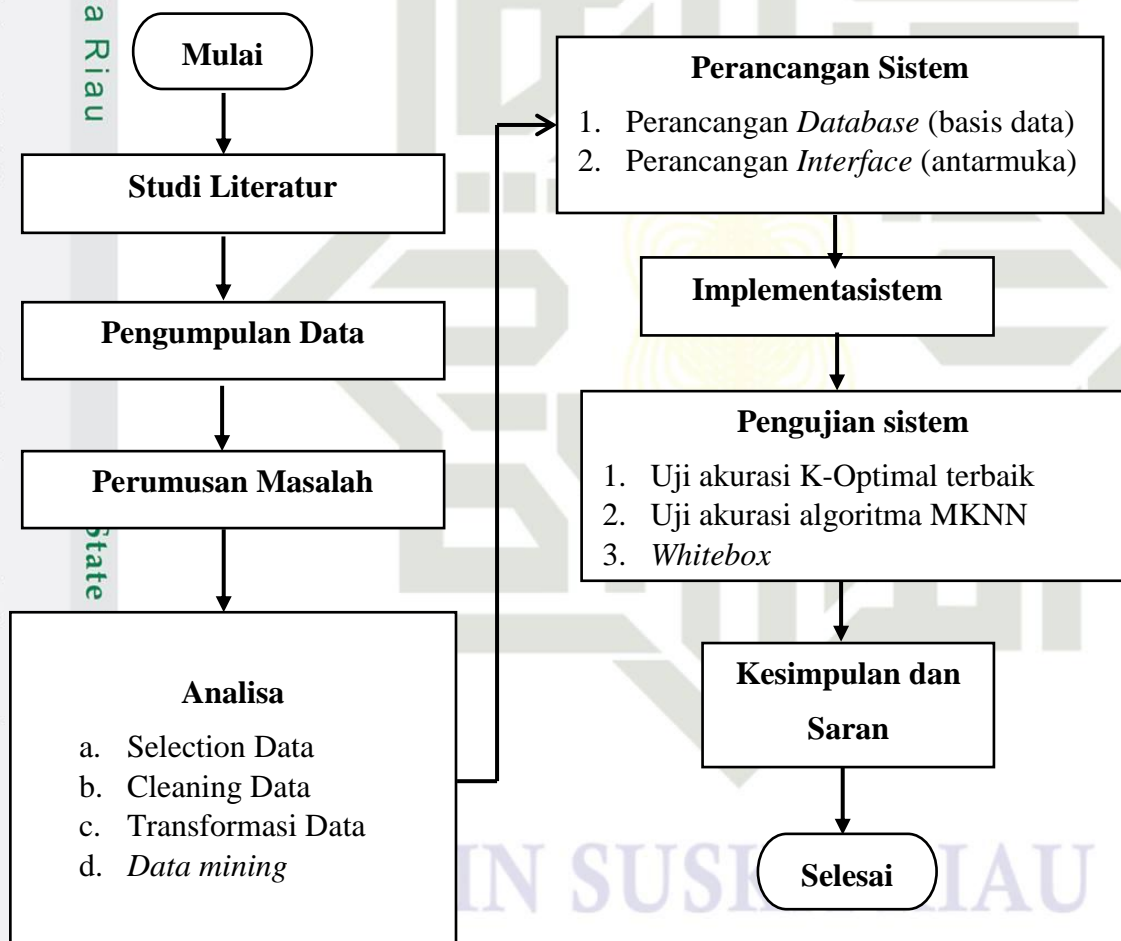 a Riau
State
Mulai
Studi Literatur
Pengumpulan Data
Perumusan Masalah
Analisa
a. Selection Data
b. Cleaning Data
c. Transformasi Data
d. Data mining
Perancangan Sistem
1. Perancangan Database (basis data)
2. Perancangan Interface (antarmuka)
Implementasistem
Pengujian sistem
1. Uji akurasi K-Optimal terbaik
2. Uji akurasi algoritma MKNN
3. Whitebox
Kesimpulan dan
Saran
Selesai
IN SUSK IAU